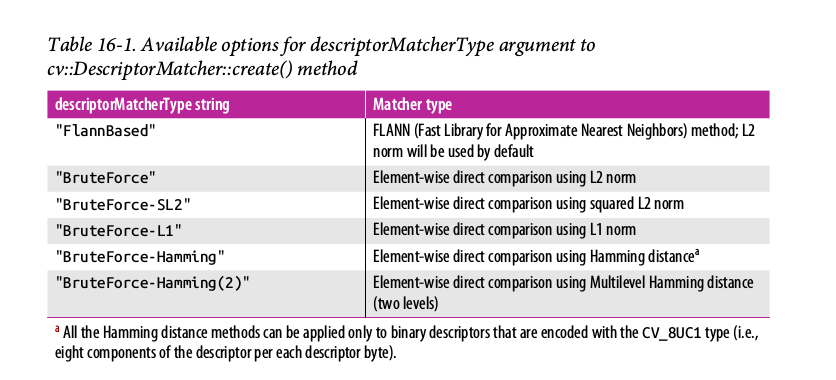 Table 16-1. Available options for descriptorMatcherType argument to
cv::DescriptorMatcher::create() method
descriptorMatcherType string Matcher type
"FlannBased" FLANN (Fast Library for Approximate Nearest Neighbors) method; L2
norm will be used by default
"BruteForce" Element-wise direct comparison using L2 norm
"BruteForce-SL2" Element-wise direct comparison using squared L2 norm
"BruteForce-L1" Element-wise direct comparison using L1 norm
"BruteForce-Hamming" Element-wise direct comparison using Hamming distanceª
"BruteForce-Hamming(2)" Element-wise direct comparison using Multilevel Hamming distance
(two levels)
ª All the Hamming distance methods can be applied only to binary descriptors that are encoded with the CV_8UC1 type (i.e.,
eight components of the descriptor per each descriptor byte).